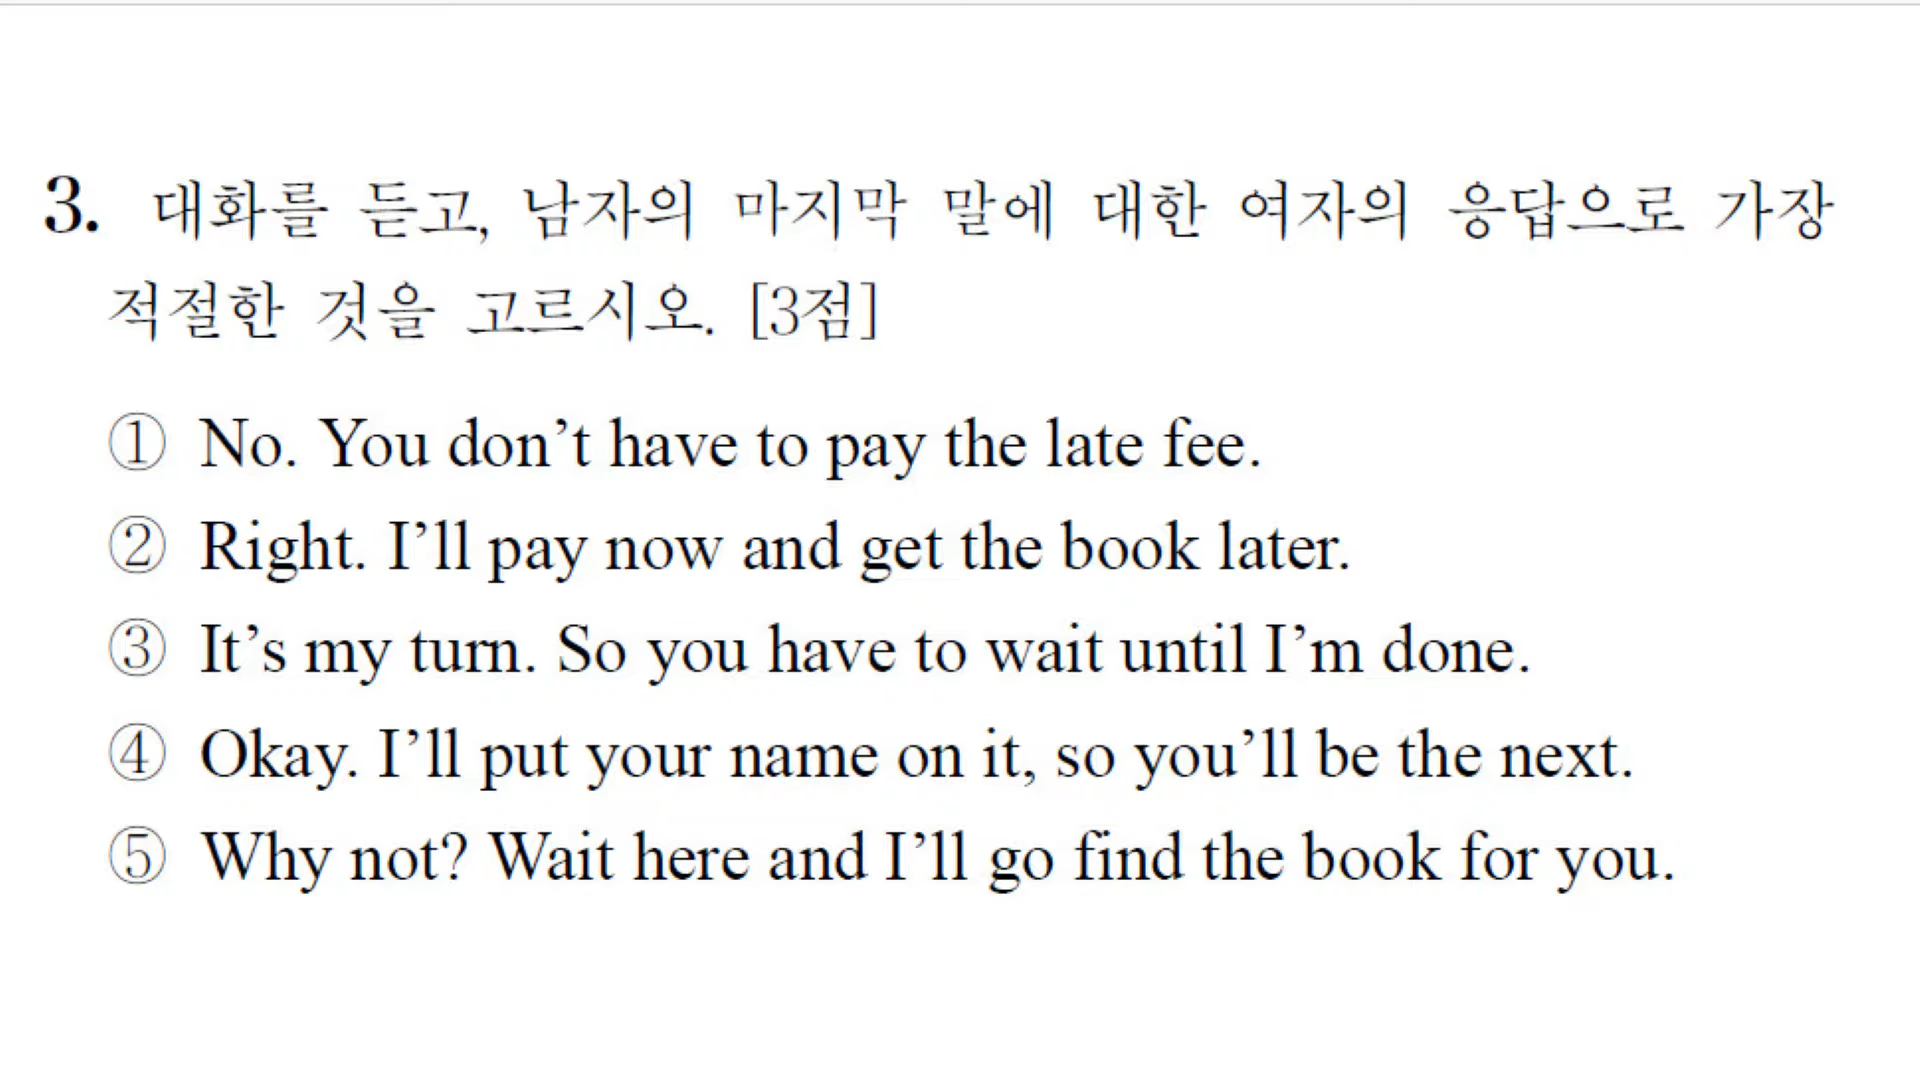 3. 대화를 듣고, 남자의 마지막 말에 대한 여자의 응답으로 가장
적절한 것을 고르시오. [3점]
① No. You don’t have to pay the late fee.
② Right. I’ll pay now and get the book later.
③ It’s my turn. So you have to wait until I’m done.
④ Okay. I’ll put your name on it, so you’ll be the next.
⑤ Why not? Wait here and I’ll go find the book for you.